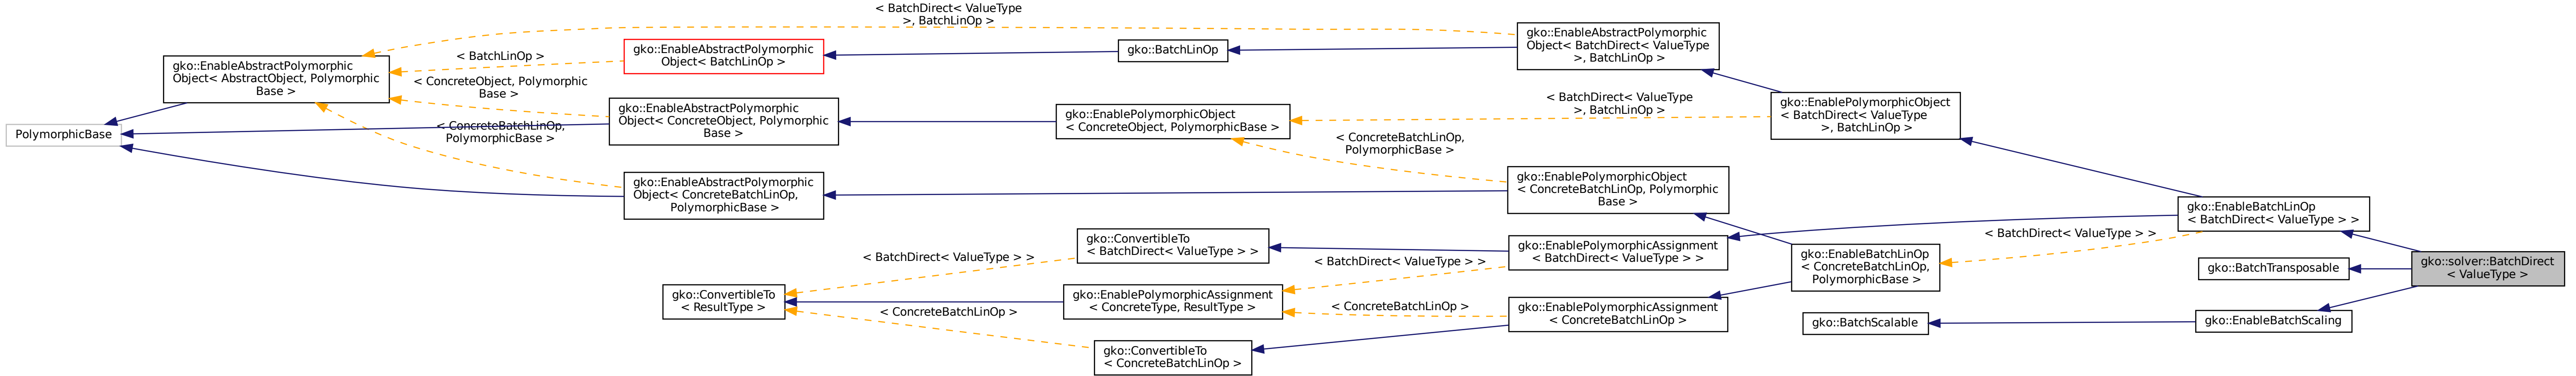 PolymorphicBase
gko::EnableAbstractPolymorphic
Object< AbstractObject, Polymorphic
Base >
< BatchDirect< ValueType
>, BatchLinOp >
< BatchLinOp >
< ConcreteObject, Polymorphic
Base >
< ConcreteBatchLinOp,
PolymorphicBase >
gko::EnableAbstractPolymorphic
Object< BatchLinOp >
gko::EnableAbstractPolymorphic
Object< ConcreteObject, Polymorphic
Base >
gko::EnableAbstractPolymorphic
Object< ConcreteBatchLinOp,
PolymorphicBase >
gko::ConvertibleTo
< ResultType >
< BatchDirect< ValueType > >
< ConcreteBatchLinOp >
gko::BatchLinOp
gko::EnablePolymorphicObject
< ConcreteObject, PolymorphicBase >
gko::ConvertibleTo
< BatchDirect< ValueType > >
gko::EnablePolymorphicAssignment
< ConcreteType, ResultType >
gko::ConvertibleTo
< ConcreteBatchLinOp >
< BatchDirect< ValueType
>, BatchLinOp >
< ConcreteBatchLinOp,
PolymorphicBase >
< BatchDirect< ValueType > >
< ConcreteBatchLinOp >
gko::EnableAbstractPolymorphic
Object< BatchDirect< ValueType
>, BatchLinOp >
gko::EnablePolymorphicObject
< ConcreteBatchLinOp, Polymorphic
Base >
gko::EnablePolymorphicAssignment
< BatchDirect< ValueType > >
gko::EnablePolymorphicAssignment
< ConcreteBatchLinOp >
gko::EnablePolymorphicObject
< BatchDirect< ValueType
>, BatchLinOp >
gko::EnableBatchLinOp
< ConcreteBatchLinOp,
PolymorphicBase >
gko::BatchScalable
< BatchDirect< ValueType > >
gko::EnableBatchLinOp
< BatchDirect< ValueType > >
gko::BatchTransposable
gko::EnableBatchScaling
gko::solver::BatchDirect
< ValueType >